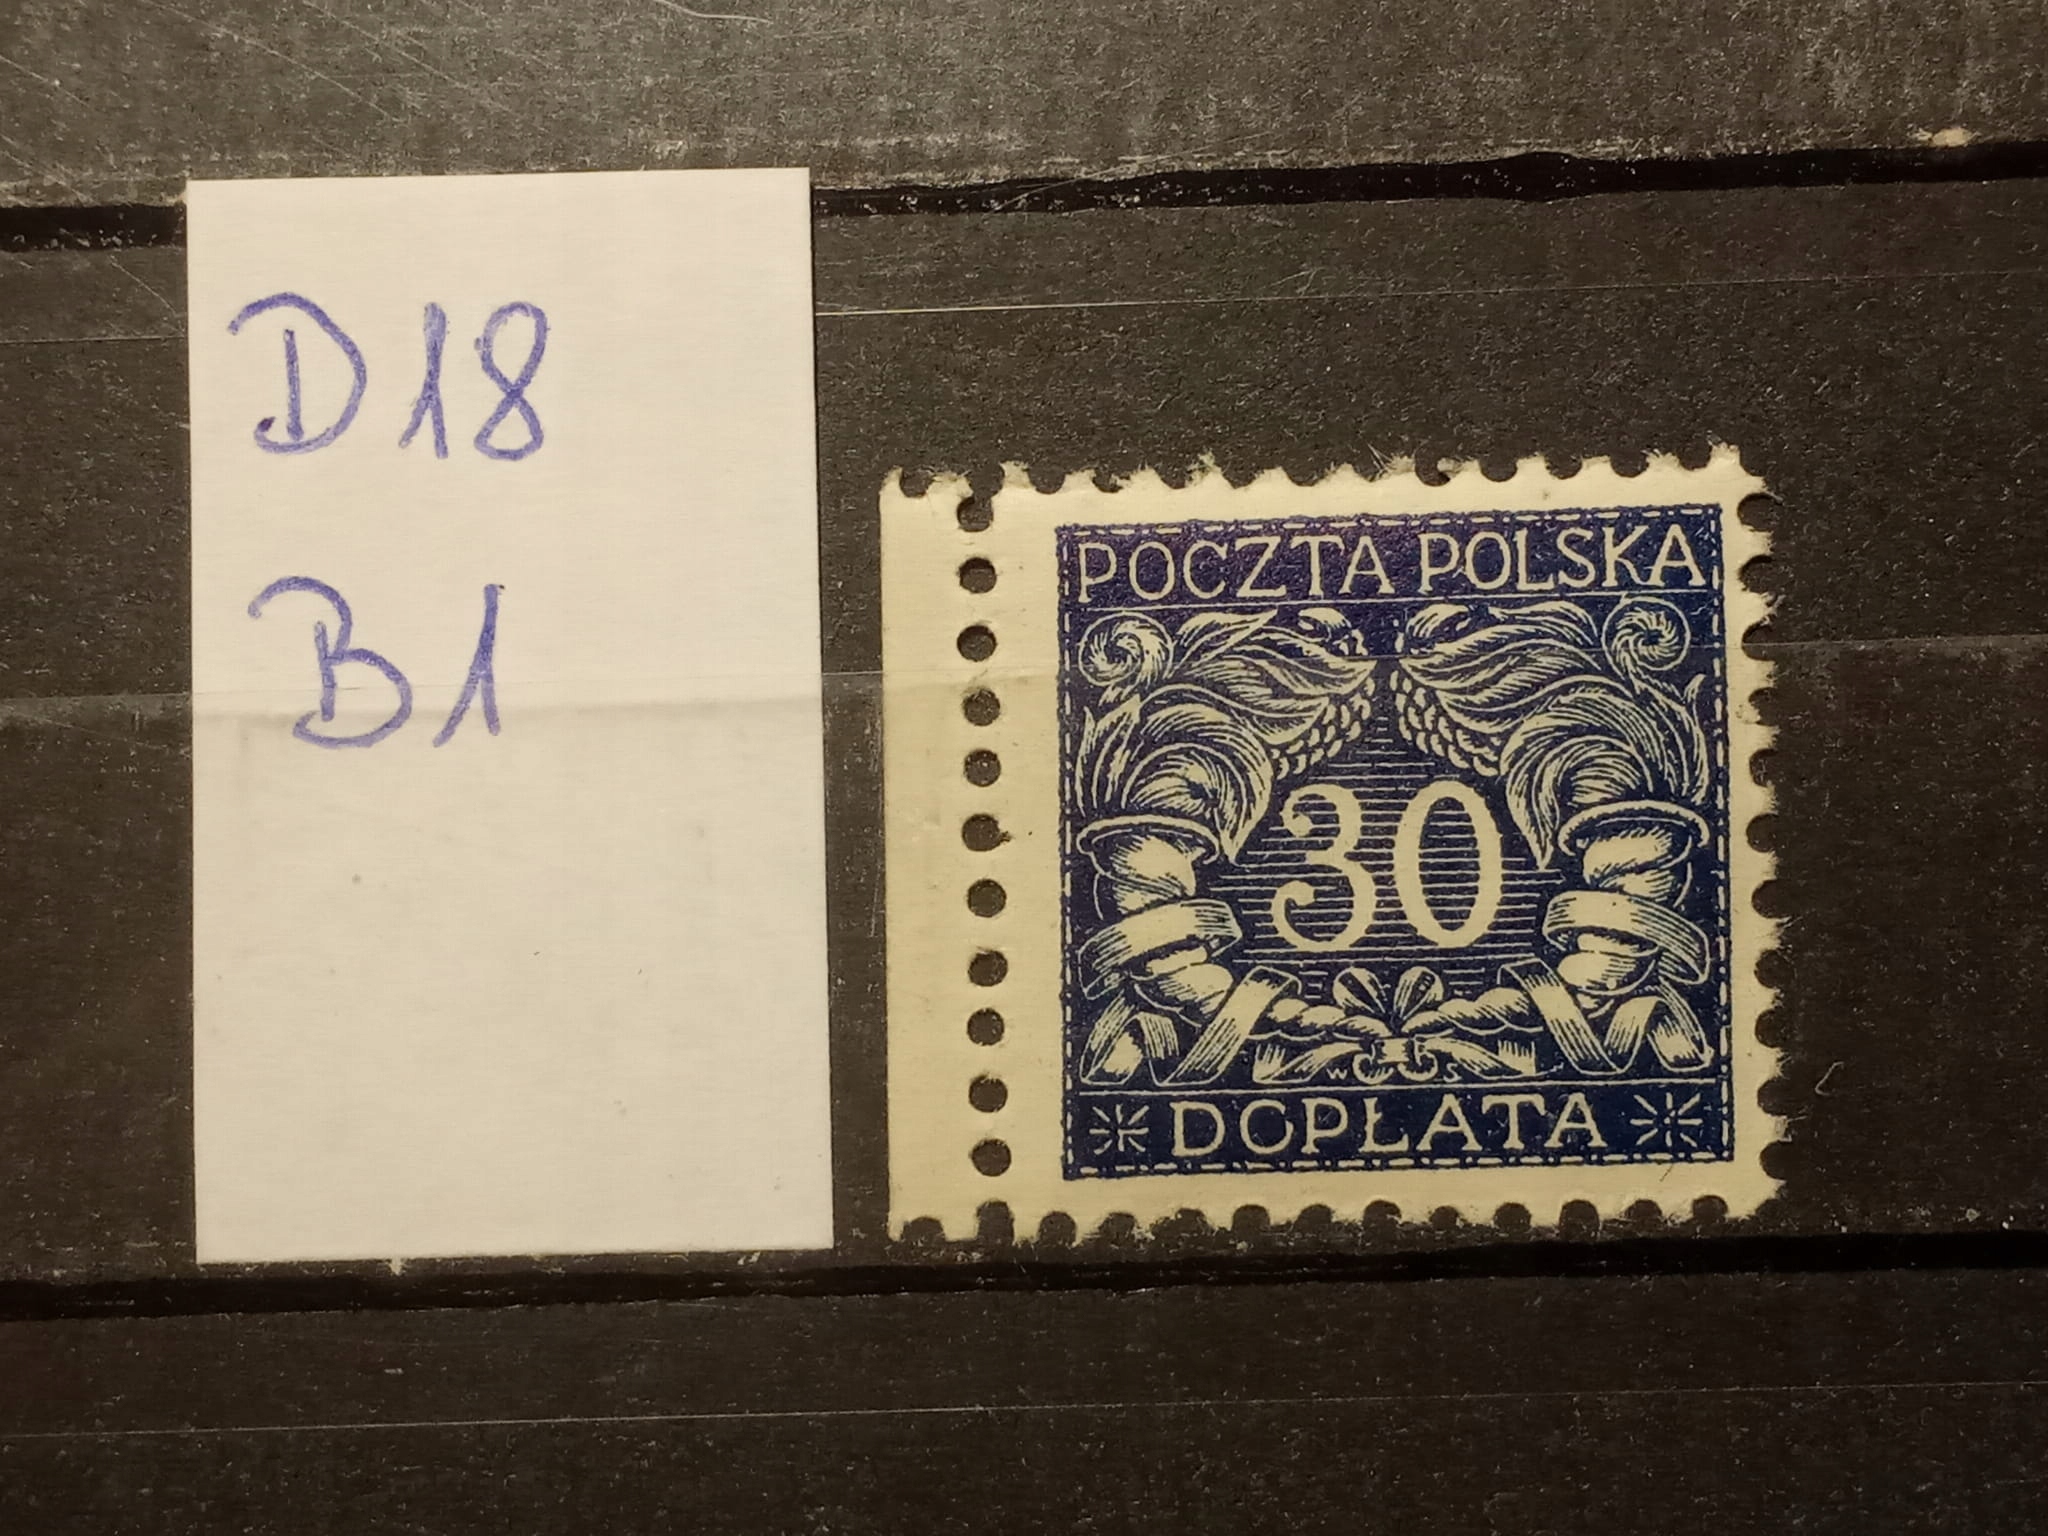 D18
B1
POCZTA POLSKA
30
W S
DOPŁATA